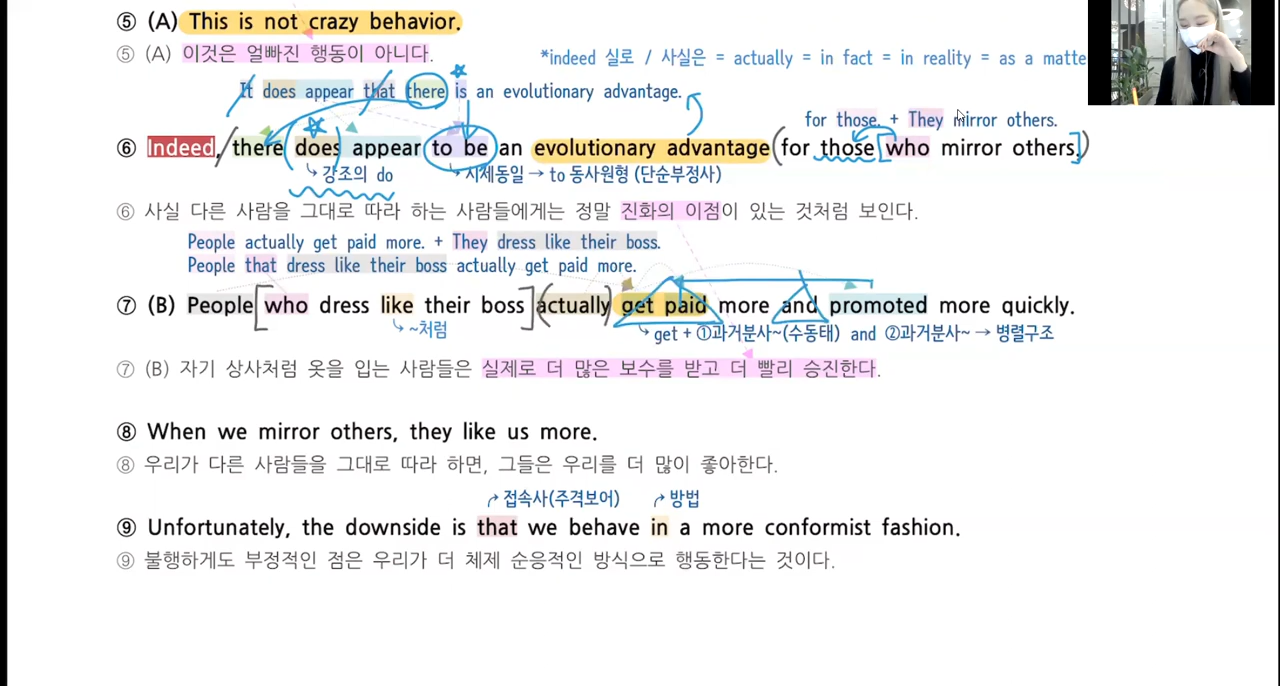 ⑤ (A) This is not crazy behavior.
⑤ (A) 이것은 얼빠진 행동이 아니다.
*indeed 실로 / 사실은 = actually = in fact = in reality = as a matte
It does appear that there is an evolutionary advantage.
for those. + They mirror others.
⑥ Indeed, there does appear to be an evolutionary advantage (for those [who mirror others.])
강조의 do
시제동일 → to 동사원형 (단순부정사)
⑥ 사실 다른 사람을 그대로 따라 하는 사람들에게는 정말 진화의 이점이 있는 것처럼 보인다.
People actually get paid more. + They dress like their boss.
People that dress like their boss actually get paid more.
⑦ (B) People [who dress like their boss] (actually) get paid more and promoted more quickly.
~처럼
get + ①과거분사~(수동태) and ②과거분사~ → 병렬구조
⑦ (B) 자기 상사처럼 옷을 입는 사람들은 실제로 더 많은 보수를 받고 더 빨리 승진한다.
⑧ When we mirror others, they like us more.
⑧ 우리가 다른 사람들을 그대로 따라 하면, 그들은 우리를 더 많이 좋아한다.
접속사(주격보어)
방법
⑨ Unfortunately, the downside is that we behave in a more conformist fashion.
⑨ 불행하게도 부정적인 점은 우리가 더 체제 순응적인 방식으로 행동한다는 것이다.